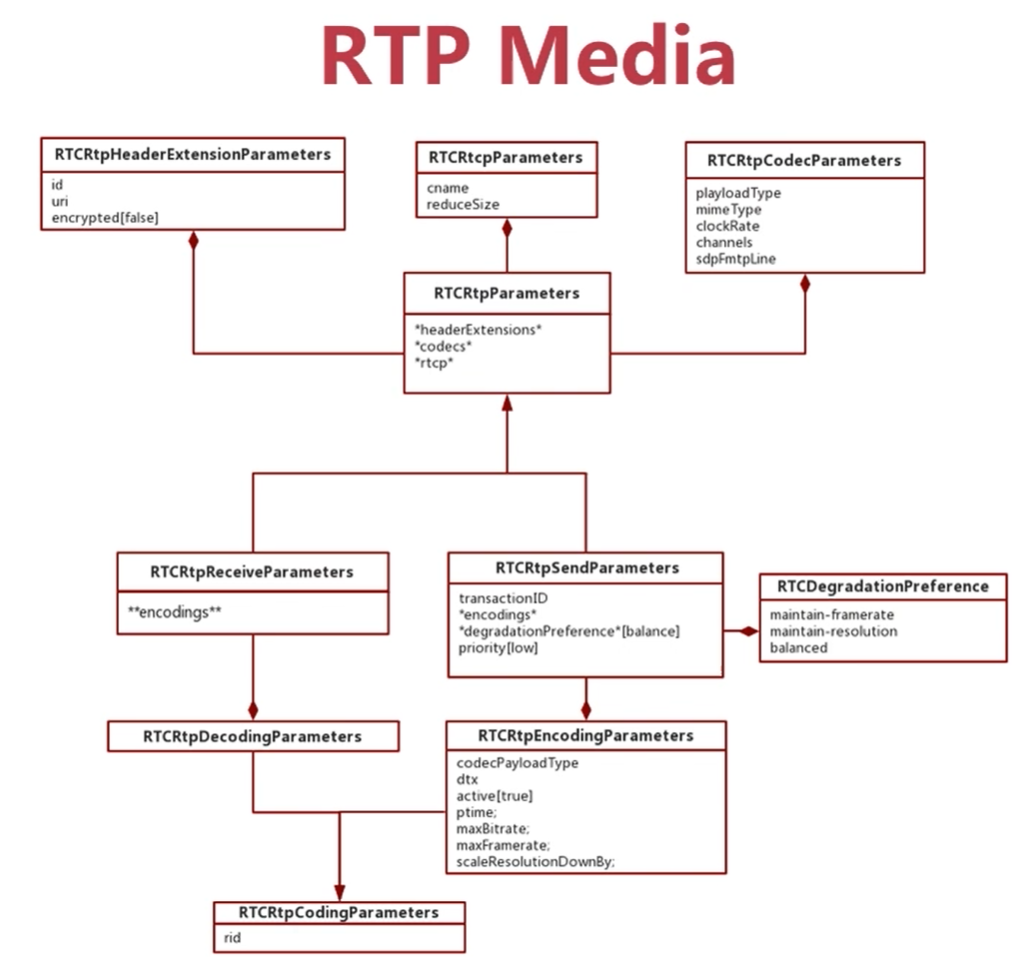 RTP Media
RTCRtpHeaderExtensionParameters
id
uri
encrypted[false]
RTCRtcpParameters
cname
reduceSize
RTCRtpCodecParameters
playloadType
mimeType
clockRate
channels
sdpFmtpLine
RTCRtpParameters
*headerExtensions*
*codecs*
*rtcp*
RTCRtpReceiveParameters
**encodings**
RTCRtpSendParameters
transactionID
*encodings*
*degradationPreference*[balance]
priority[low]
RTCDegradationPreference
maintain-framerate
maintain-resolution
balanced
RTCRtpDecodingParameters
RTCRtpEncodingParameters
codecPayloadType
dtx
active[true]
ptime;
maxBitrate;
maxFramerate;
scaleResolutionDownBy;
RTCRtpCodingParameters
rid